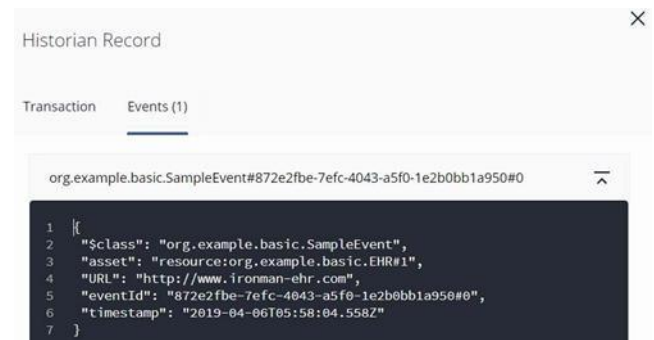 Historian Record
Transaction Events (1)
org.example.basic.SampleEvent#872e2fbe-7efc-4043-a5f0-1e2b0bb1a950#0
1 {
2 "$class": "org.example.basic.SampleEvent",
3 "asset": "resource:org.example.basic.EHR#1",
4 "URL": "http://www.ironman-ehr.com",
5 "eventId": "872e2fbe-7efc-4043-a5f0-1e2b0bb1a950#0",
6 "timestamp": "2019-04-06T05:58:04.558Z"
7 }